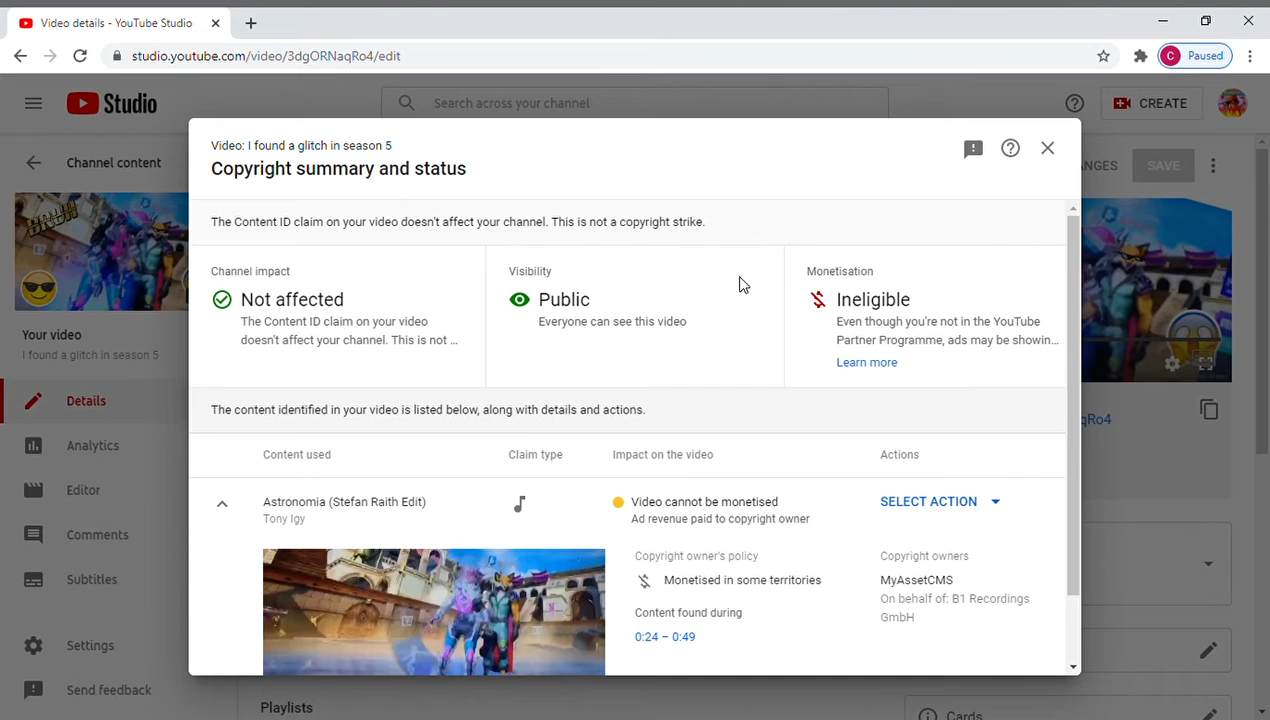 Video details - YouTube Studio
studio.youtube.com/video/3dgORNaqRo4/edit
C Paused
Studio
Search across your channel
CREATE
Channel content
ANGES
SAVE
Your video
I found a glitch in season 5
Details
Analytics
Editor
Comments
Subtitles
Settings
Send feedback
Video: I found a glitch in season 5
Copyright summary and status
The Content ID claim on your video doesn't affect your channel. This is not a copyright strike.
Channel impact
Not affected
The Content ID claim on your video
doesn't affect your channel. This is not ...
Visibility
Public
Everyone can see this video
Monetisation
Ineligible
Even though you're not in the YouTube
Partner Programme, ads may be showin...
Learn more
The content identified in your video is listed below, along with details and actions.
Content used
Claim type
Impact on the video
Actions
Astronomia (Stefan Raith Edit)
Tony Igy
Video cannot be monetised
Ad revenue paid to copyright owner
SELECT ACTION
Copyright owner's policy
Monetised in some territories
Content found during
0:24 – 0:49
Copyright owners
MyAssetCMS
On behalf of: B1 Recordings
GmbH
qRo4
Playlists
Cards